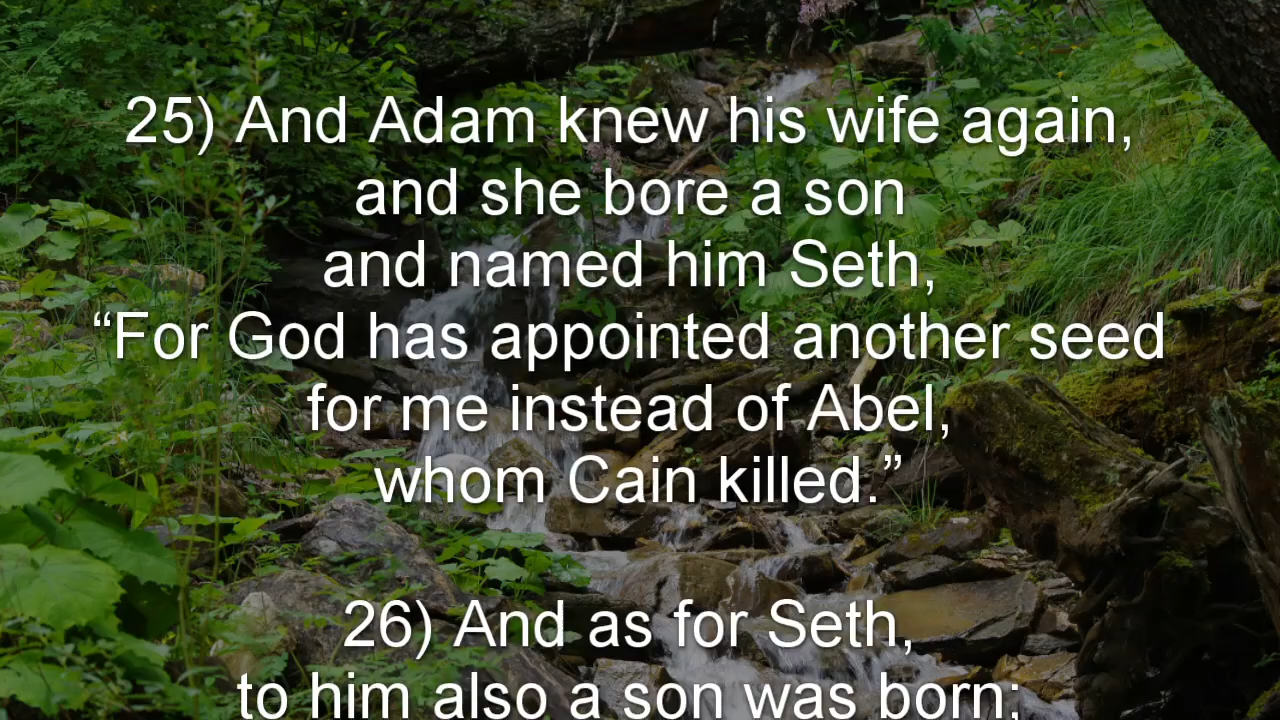 25) And Adam knew his wife again,
and she bore a son
and named him Seth,
“For God has appointed another seed
for me instead of Abel,
whom Cain killed.”
26) And as for Seth,
to him also a son was born;